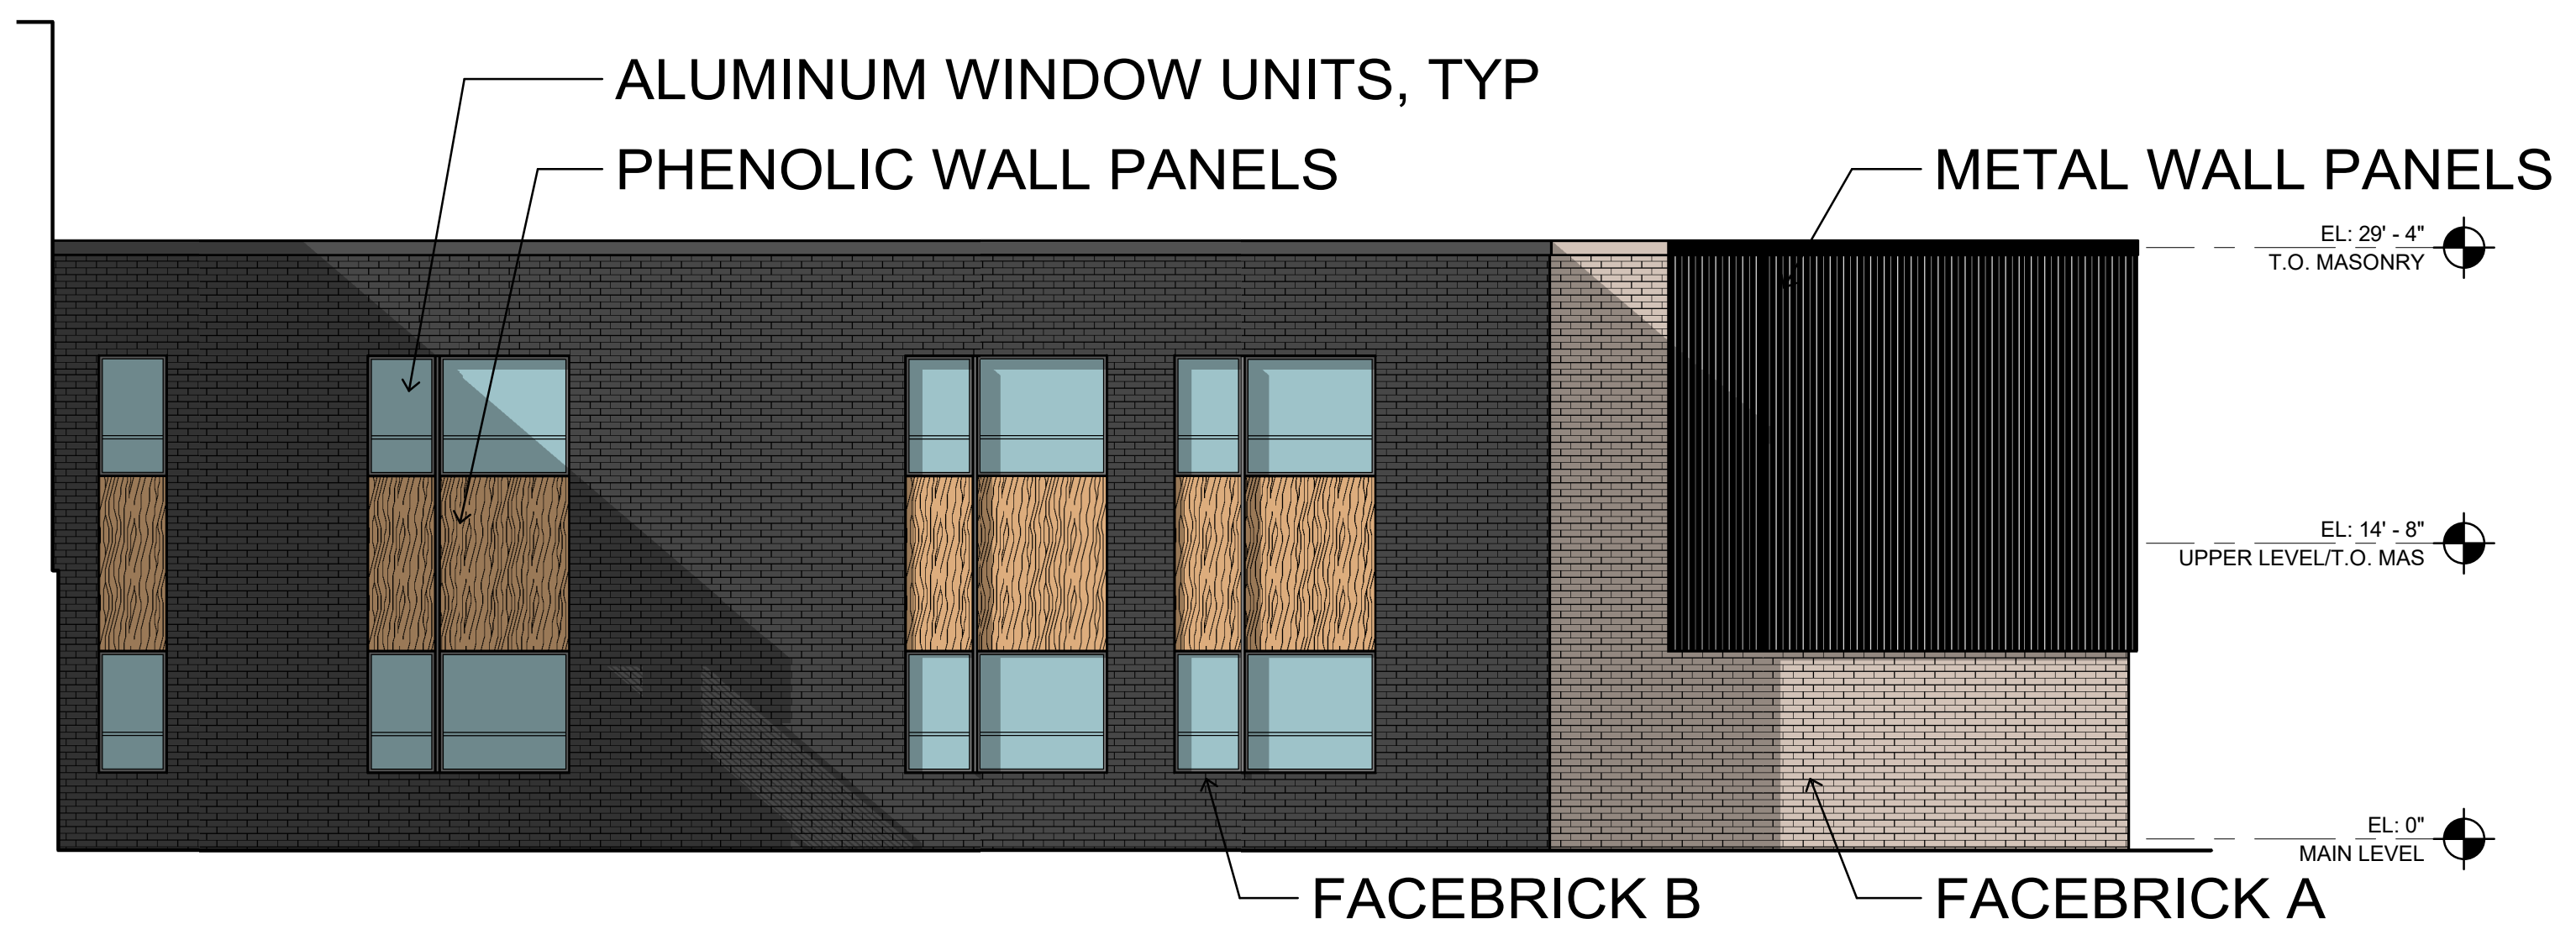 ALUMINUM WINDOW UNITS, TYP
PHENOLIC WALL PANELS
METAL WALL PANELS
EL: 29' - 4"
T.O. MASONRY
EL: 14' - 8"
UPPER LEVEL/T.O. MAS
EL: 0"
MAIN LEVEL
FACEBRICK B
FACEBRICK A